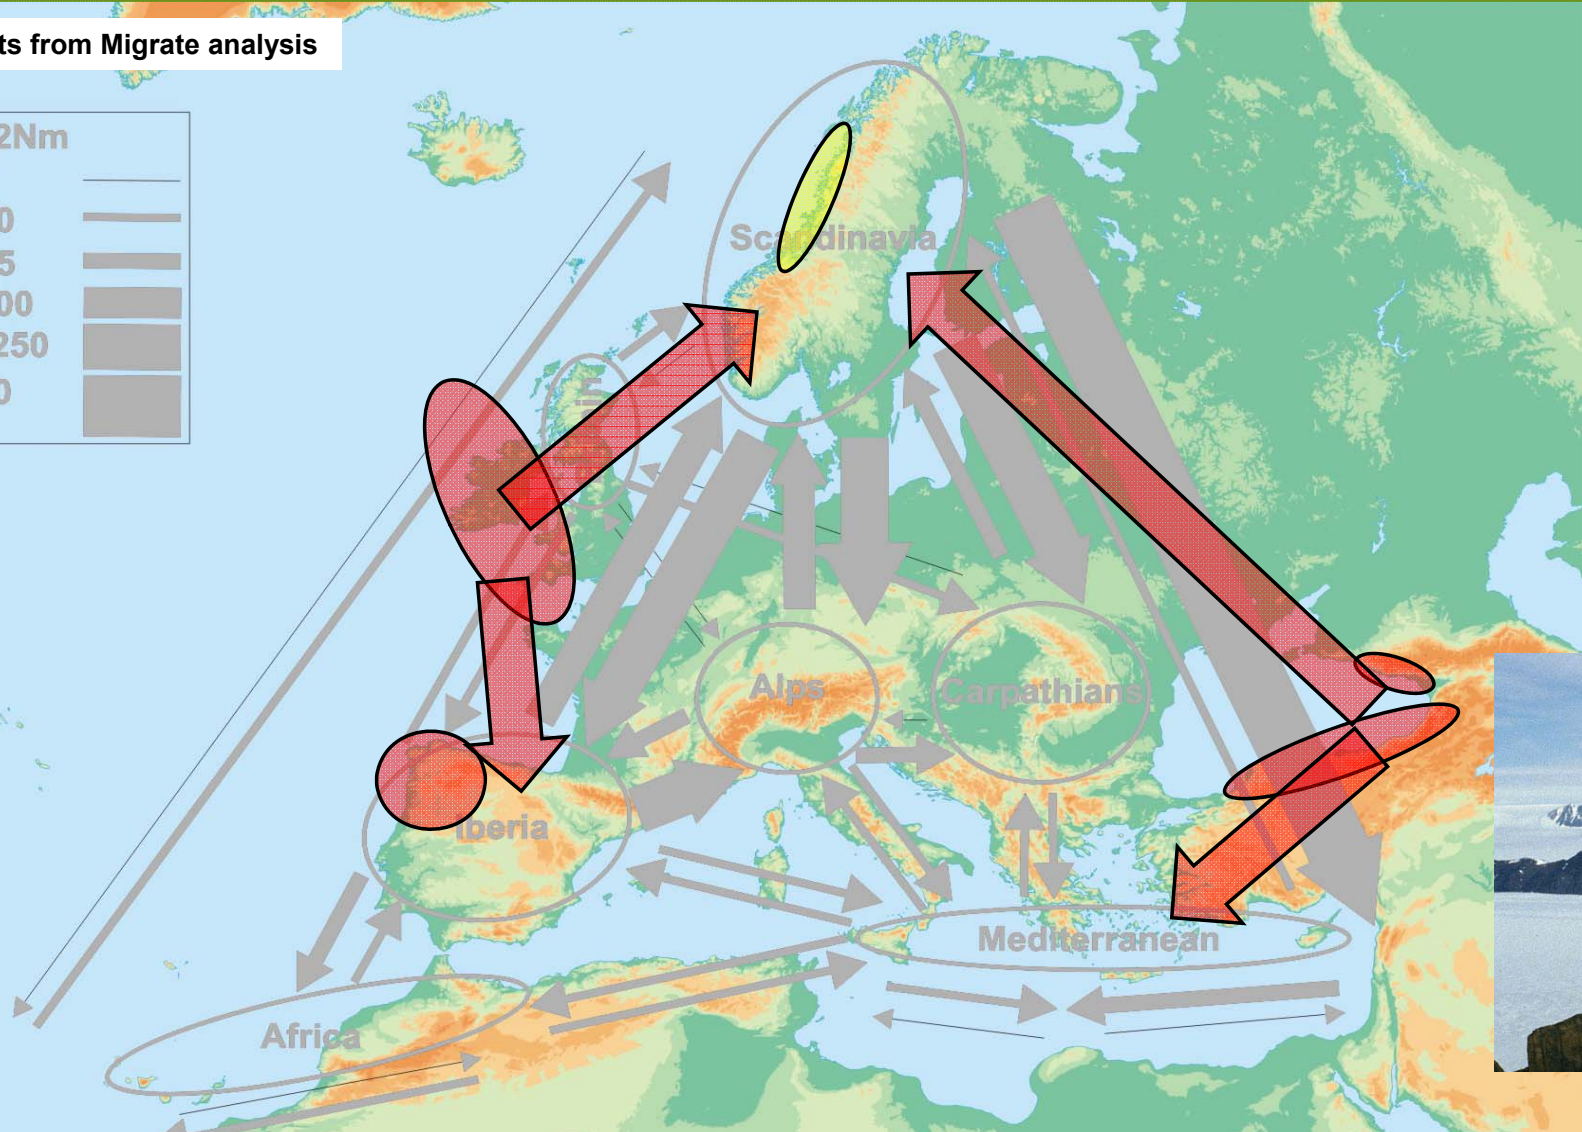 ts from Migrate analysis
2Nm
0
5
00
250
0
Scandinavia
Alps
Carpathians
Iberia
Mediterranean
Africa